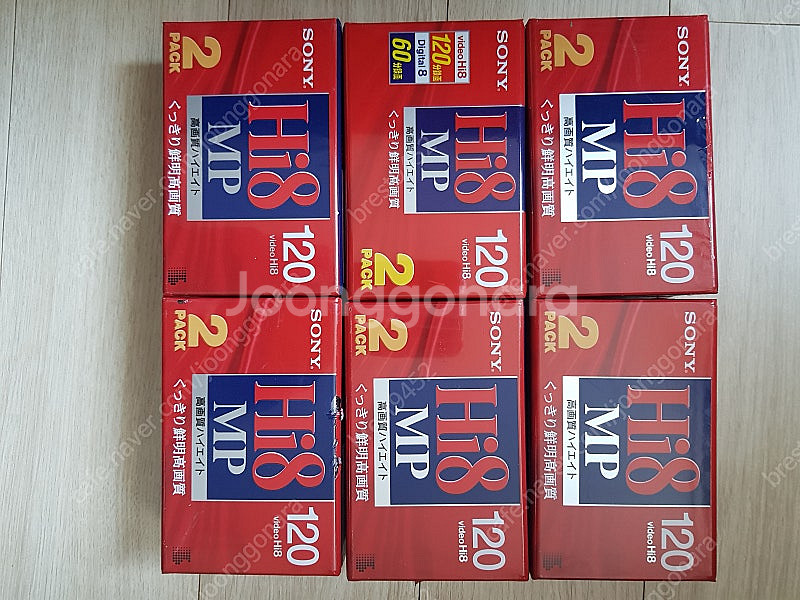 SONY
2 PACK
Hi8
MP
高画質ハイエイト
くっきり鮮明高画質
120
video Hi8
SONY
video Hi8
120分録画
Digital 8
60分録画
Hi8
MP
高画質ハイエイト
くっきり鮮明高画質
120
video Hi8
2 PACK
SONY
2 PACK
Hi8
MP
高画質ハイエイト
くっきり鮮明高画質
120
video Hi8
SONY
2 PACK
Hi8
MP
高画質ハイエイト
くっきり鮮明高画質
120
video Hi8
SONY
2 PACK
Hi8
MP
高画質ハイエイト
くっきり鮮明高画質
120
video Hi8
SONY
2 PACK
Hi8
MP
高画質ハイエイト
くっきり鮮明高画質
120
video Hi8
Joonggonara